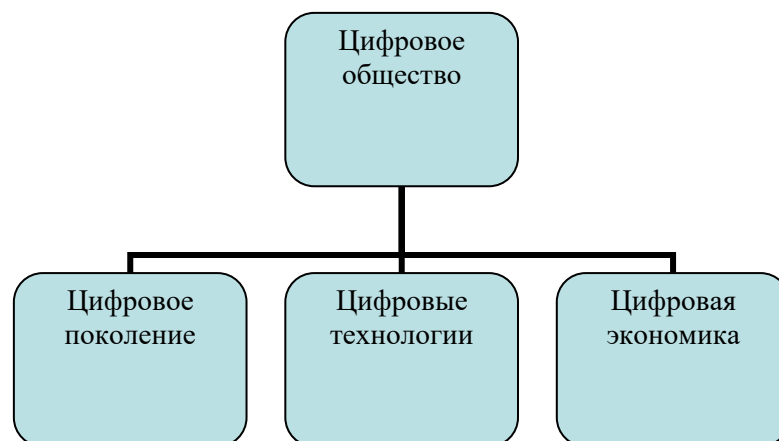 Цифровое
общество
Цифровое
поколение
Цифровые
технологии
Цифровая
экономика